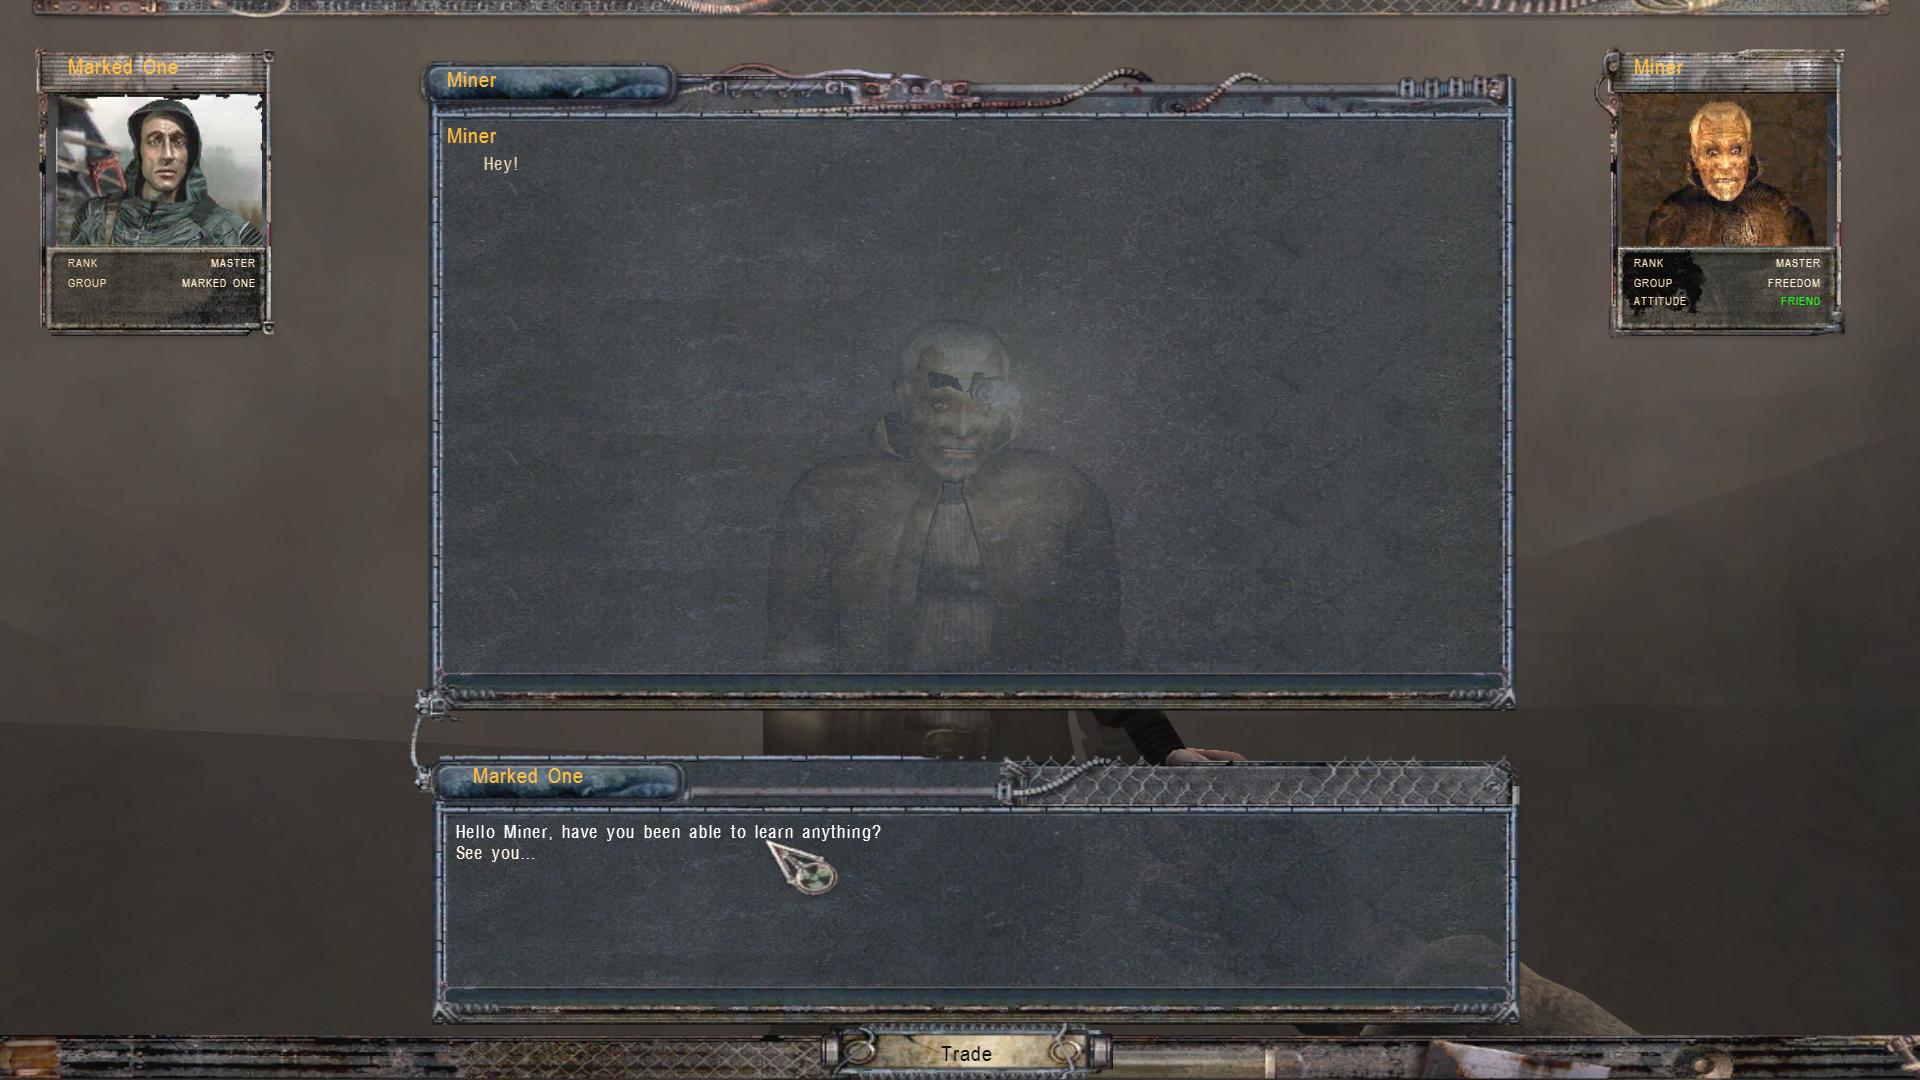 Marked One
RANK MASTER
GROUP MARKED ONE
Miner
Miner
Hey!
Miner
RANK MASTER
GROUP FREEDOM
ATTITUDE FRIEND
Marked One
Hello Miner, have you been able to learn anything?
See you...
Trade